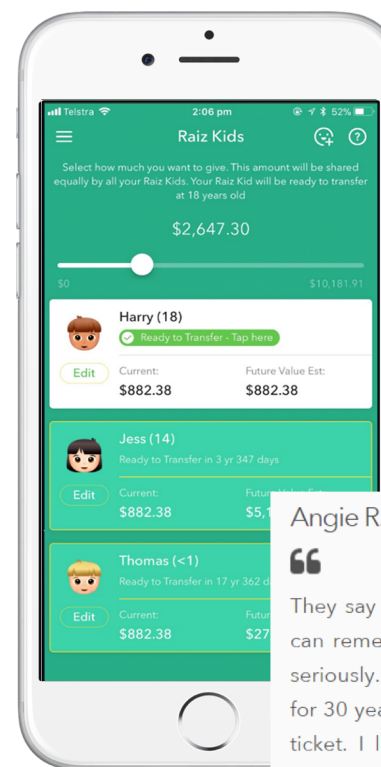 Telstra 2:06 pm 52%
Raiz Kids
Select how much you want to give. This amount will be shared
equally by all your Raiz Kids. Your Raiz Kid will be ready to transfer
at 18 years old
$2,647.30
$0 $10,181.91
Harry (18)
Ready to Transfer - Tap here
Edit
Current: Future Value Est:
$882.38 $882.38
Jess (14)
Ready to Transfer in 3 yr 347 days
Edit
Current:
$882.38 $5,1
Thomas (<1)
Ready to Transfer in 17 yr 362 d
Edit
Current: Futur
$882.38 $27
Angie R
“
They say
can reme
seriously.
for 30 yea
ticket. I l